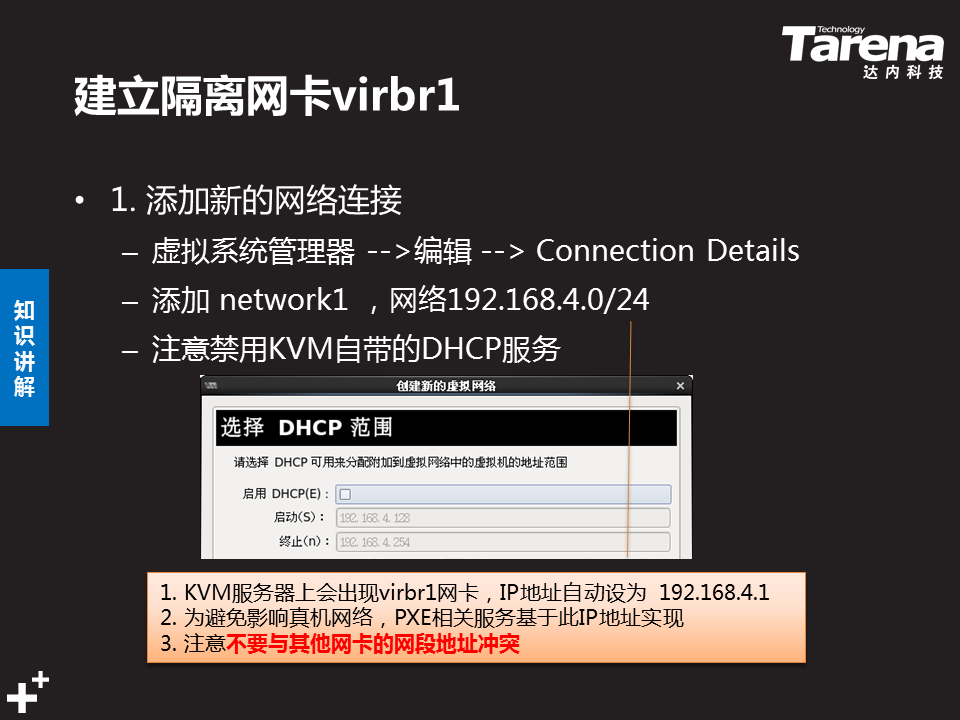 Technology
Tarena
达内科技
建立隔离网卡virbr1
• 1. 添加新的网络连接
– 虚拟系统管理器 -->编辑 --> Connection Details
– 添加 network1 ，网络192.168.4.0/24
– 注意禁用KVM自带的DHCP服务
知识讲解
创建新的虚拟网络
选择 DHCP 范围
请选择 DHCP 可用来分配附加到虚拟网络中的虚拟机的地址范围
启用 DHCP(E)：
启动(S)： 192.168.4.128
终止(n)： 192.168.4.254
1. KVM服务器上会出现virbr1网卡，IP地址自动设为 192.168.4.1
2. 为避免影响真机网络，PXE相关服务基于此IP地址实现
3. 注意不要与其他网卡的网段地址冲突